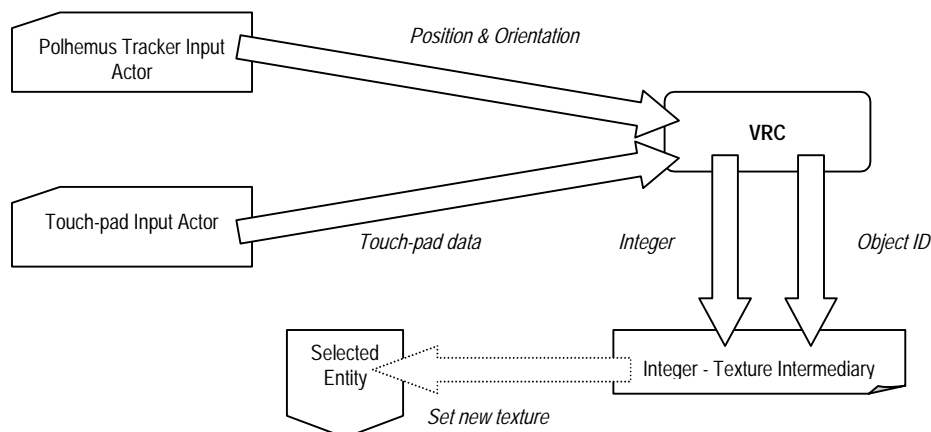 Position & Orientation
Polhemus Tracker Input
Actor
VRC
Touch-pad Input Actor
Touch-pad data
Integer
Object ID
Selected
Entity
Integer - Texture Intermediary
Set new texture